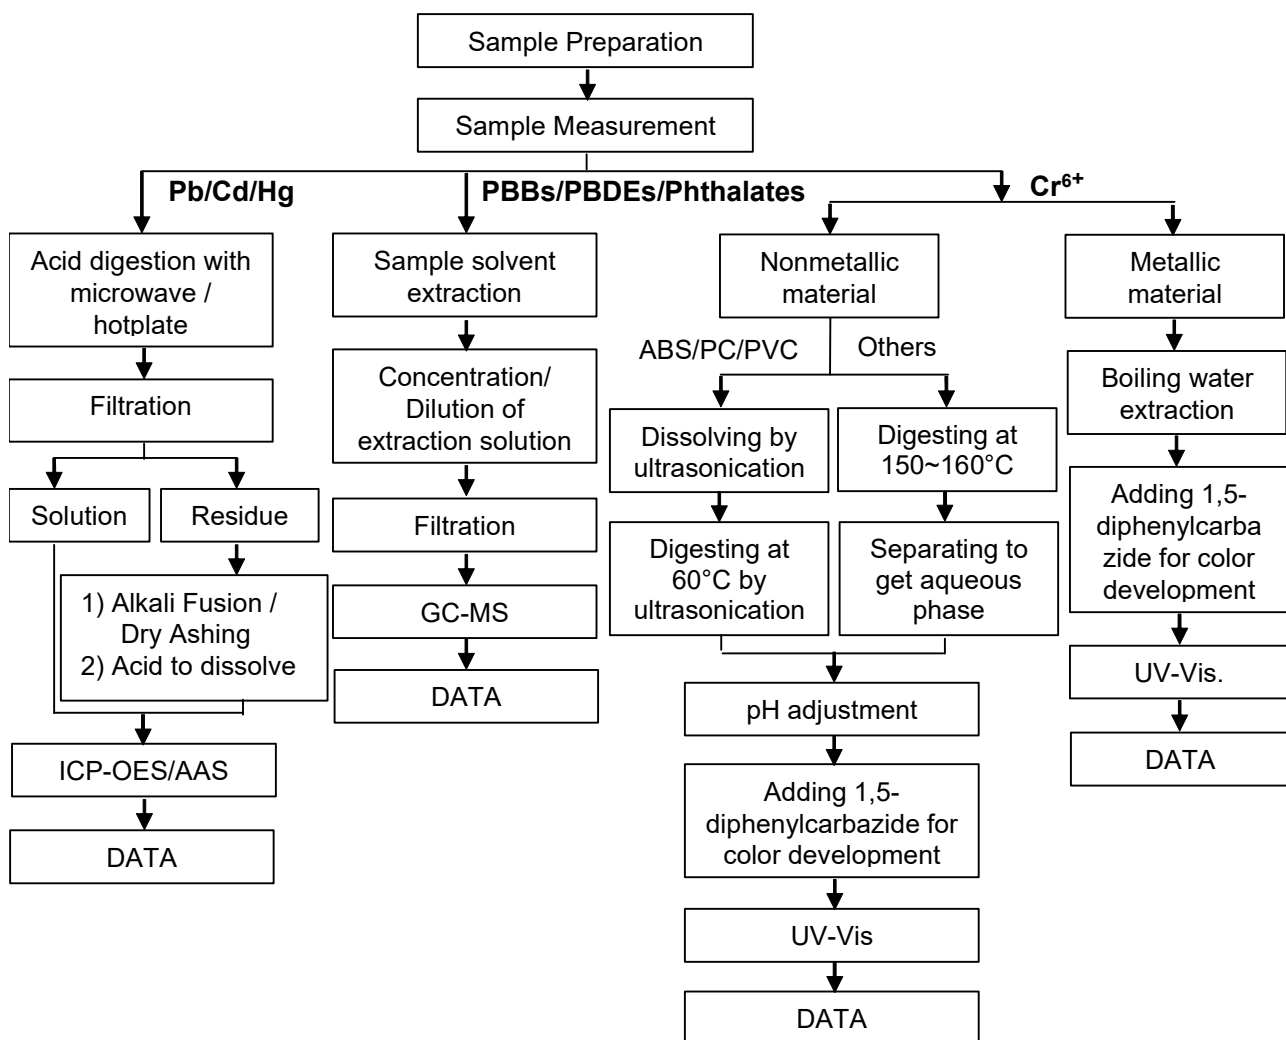 Sample Preparation
Sample Measurement
Pb/Cd/Hg
PBBs/PBDEs/Phthalates
Cr6+
Acid digestion with
microwave /
hotplate
Filtration
Solution
Residue
1) Alkali Fusion /
Dry Ashing
2) Acid to dissolve
ICP-OES/AAS
DATA
Sample solvent
extraction
Concentration/
Dilution of
extraction solution
Filtration
GC-MS
DATA
Nonmetallic
material
ABS/PC/PVC
Others
Dissolving by
ultrasonication
Digesting at
60°C by
ultrasonication
Digesting at
150~160°C
Separating to
get aqueous
phase
pH adjustment
Adding 1,5-
diphenylcarbazide for
color development
UV-Vis
DATA
Metallic
material
Boiling water
extraction
Adding 1,5-
diphenylcarba
zide for color
development
UV-Vis.
DATA